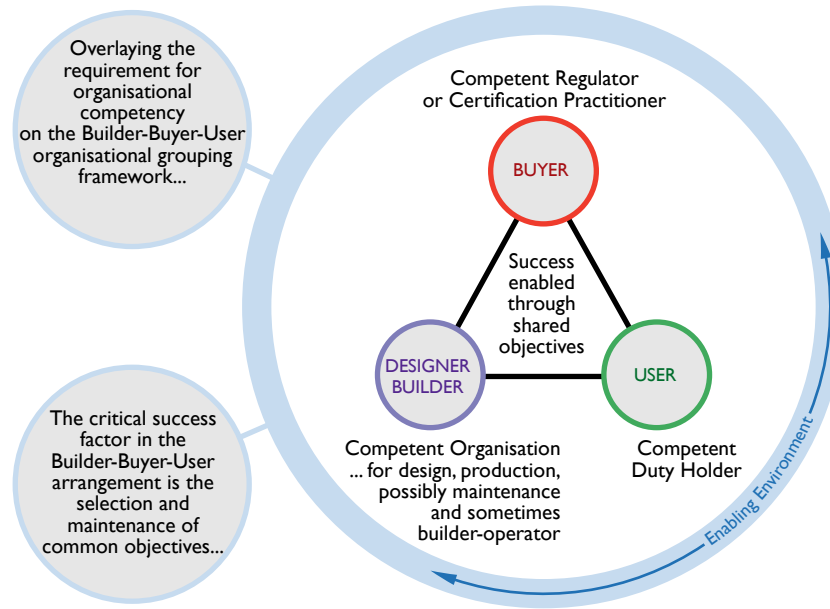 Overlaying the
requirement for
organisational
competency
on the Builder-Buyer-User
organisational grouping
framework...
Competent Regulator
or Certification Practitioner
BUYER
Success
enabled
through
shared
objectives
DESIGNER
BUILDER
USER
The critical success
factor in the
Builder-Buyer-User
arrangement is the
selection and
maintenance of
common objectives...
Competent Organisation
...for design, production,
possibly maintenance
and sometimes
builder-operator
Competent
Duty Holder
Enabling Environment